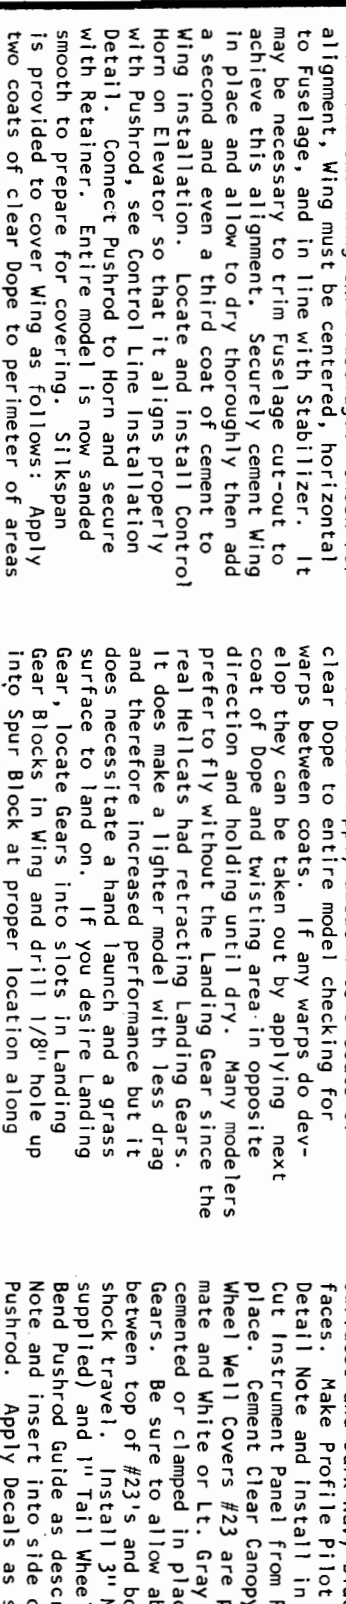 alignment, Wing must be centered, horizontal
to Fuselage, and in line with Stabilizer. It
may be necessary to trim Fuselage cut-out to
achieve this alignment. Securely cement Wing
in place and allow to dry thoroughly then add
a second and even a third coat of cement to
Wing installation. Locate and install Control
Horn on Elevator so that it aligns properly
with Pushrod, see Control Line Installation
Detail. Connect Pushrod to Horn and secure
with Retainer. Entire model is now sanded
smooth to prepare for covering. Silkspan
is provided to cover Wing as follows: Apply
two coats of clear Dope to perimeter of areas
clear Dope to entire model checking for
warps between coats. If any warps do dev-
elop they can be taken out by applying next
coat of Dope and twisting area in opposite
direction and holding until dry. Many modelers
prefer to fly without the Landing Gear since the
real Hellcats had retracting Landing Gears.
It does make a lighter model with less drag
and therefore increased performance but it
does necessitate a hand launch and a grass
surface to land on. If you desire Landing
Gear, locate Gears into slots in Landing
Gear Blocks in Wing and drill 1/8" hole up
into Spur Block at proper location along
faces. Make Profile Pilot
Detail Note and install in
Cut Instrument Panel from
place. Cement Clear Canopy
Wheel Well Covers #23 are
mate and White or Lt. Gray
cemented or clamped in
Gears. Be sure to allow
between top of #23's and
shock travel. Install 3"
supplied) and 1" Tail
Bend Pushrod Guide as
Note and insert into side
Pushrod. Apply Decals as